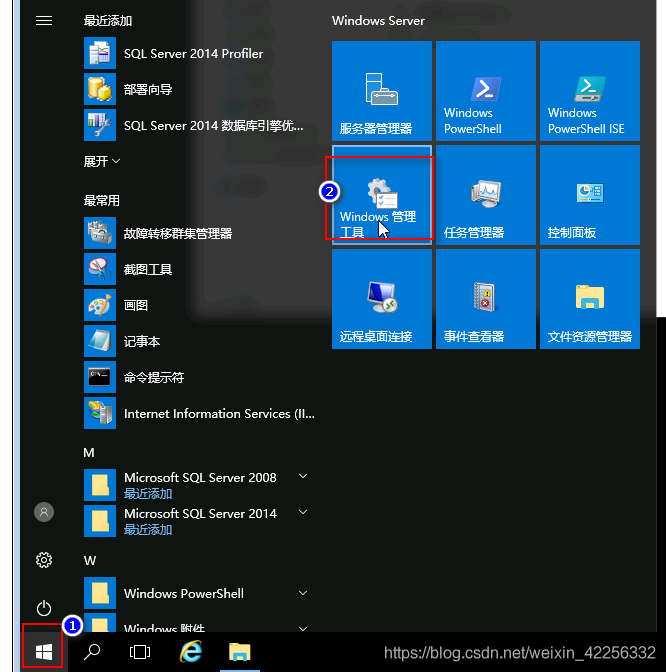 最近添加
SQL Server 2014 Profiler
部署向导
SQL Server 2014 数据库引擎优...
展开
最常用
故障转移群集管理器
截图工具
画图
记事本
命令提示符
Internet Information Services (II...
M
Microsoft SQL Server 2008
最近添加
Microsoft SQL Server 2014
最近添加
W
Windows PowerShell
Windows 附件
Windows Server
服务器管理器
Windows
PowerShell
Windows
PowerShell ISE
2
Windows 管理
工具
任务管理器
控制面板
远程桌面连接
事件查看器
文件资源管理器
1
https://blog.csdn.net/weixin_42256332